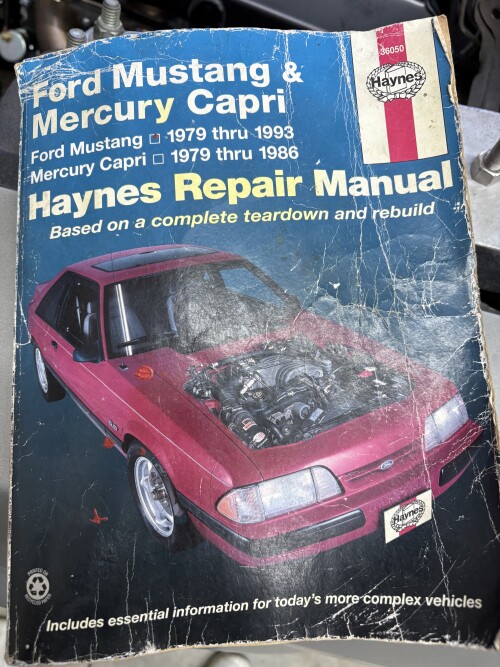 36050
Haynes
Ford Mustang &
Mercury Capri
Ford Mustang □ 1979 thru 1993
Mercury Capri □ 1979 thru 1986
Haynes Repair Manual
Based on a complete teardown and rebuild
Ford
Haynes
Includes essential information for today's more complex vehicles